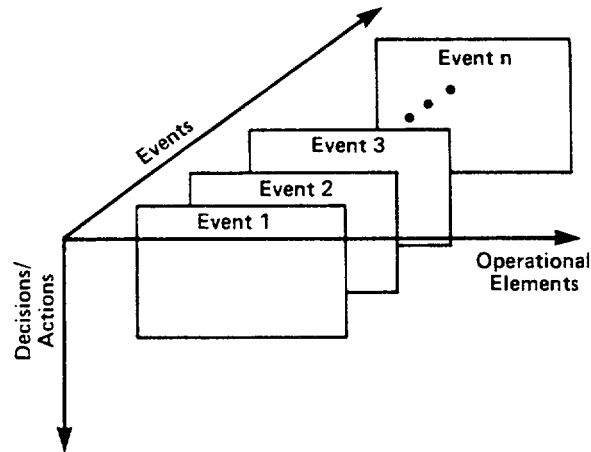 Event n
Event 3
Event 2
Event 1
Events
Operational
Elements
Decisions/
Actions